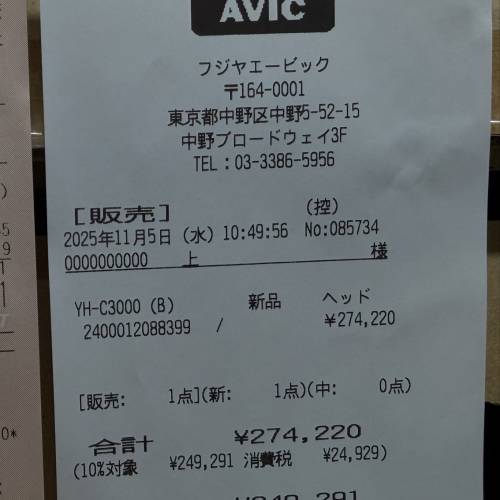 AVIC
フジヤエービック
〒164-0001
東京都中野区中野5-52-15
中野ブロードウェイ3F
TEL：03-3386-5956
[販売] (控)
2025年11月5日 (水) 10:49:56 No:085734
0000000000 上 様
YH-C3000 (B) 新品 ヘッド
2400012088399 / ¥274,220
[販売: 1点](新: 1点)(中: 0点)
合計 ¥274,220
(10%対象 ¥249,291 消費税 ¥24,929)